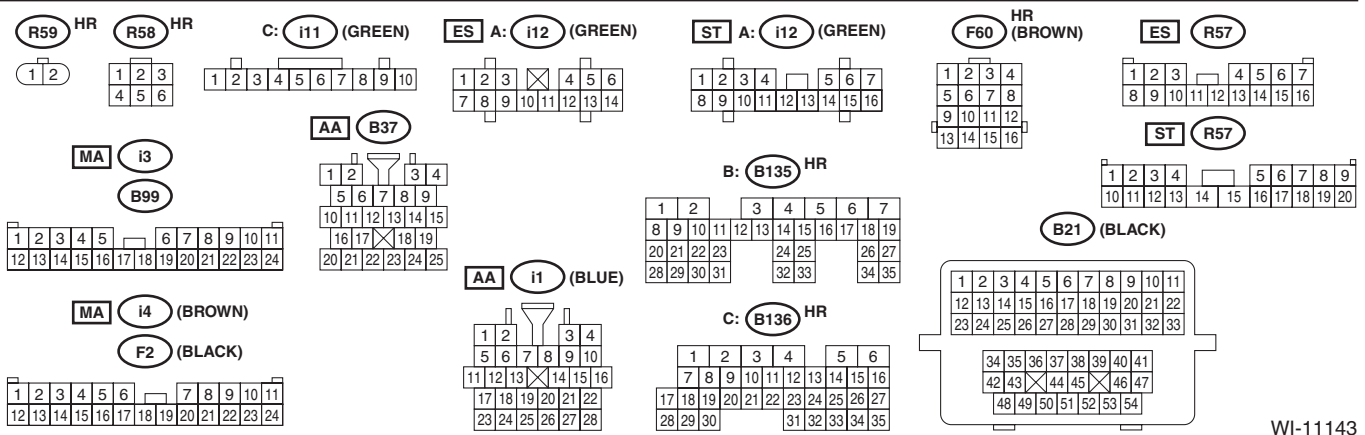 R59 HR
1 2
R58 HR
1 2 3
4 5 6
C: i11 (GREEN)
1 2 3 4 5 6 7 8 9 10
ES A: i12 (GREEN)
1 2 3 4 5 6
7 8 9 10 11 12 13 14
ST A: i12 (GREEN)
1 2 3 4 5 6 7
8 9 10 11 12 13 14 15 16
F60 HR (BROWN)
1 2 3 4
5 6 7 8
9 10 11 12
13 14 15 16
ES R57
1 2 3 4 5 6 7
8 9 10 11 12 13 14 15 16
ST R57
1 2 3 4 5 6 7 8 9
10 11 12 13 14 15 16 17 18 19 20
MA i3
B99
1 2 3 4 5 6 7 8 9 10 11
12 13 14 15 16 17 18 19 20 21 22 23 24
AA B37
1 2 3 4
5 6 7 8 9
10 11 12 13 14 15
16 17 18 19
20 21 22 23 24 25
B: B135 HR
1 2 3 4 5 6 7
8 9 10 11 12 13 14 15 16 17 18 19
20 21 22 23 24 25 26 27
28 29 30 31 32 33 34 35
B21 (BLACK)
1 2 3 4 5 6 7 8 9 10 11
12 13 14 15 16 17 18 19 20 21 22
23 24 25 26 27 28 29 30 31 32 33
34 35 36 37 38 39 40 41
42 43 44 45 46 47
48 49 50 51 52 53 54
MA i4 (BROWN)
F2 (BLACK)
1 2 3 4 5 6 7 8 9 10 11
12 13 14 15 16 17 18 19 20 21 22 23 24
AA i1 (BLUE)
1 2 3 4
5 6 7 8 9 10
11 12 13 14 15 16
17 18 19 20 21 22
23 24 25 26 27 28
C: B136 HR
1 2 3 4 5 6
7 8 9 10 11 12 13 14 15 16
17 18 19 20 21 22 23 24 25 26 27
28 29 30 31 32 33 34 35
WI-11143